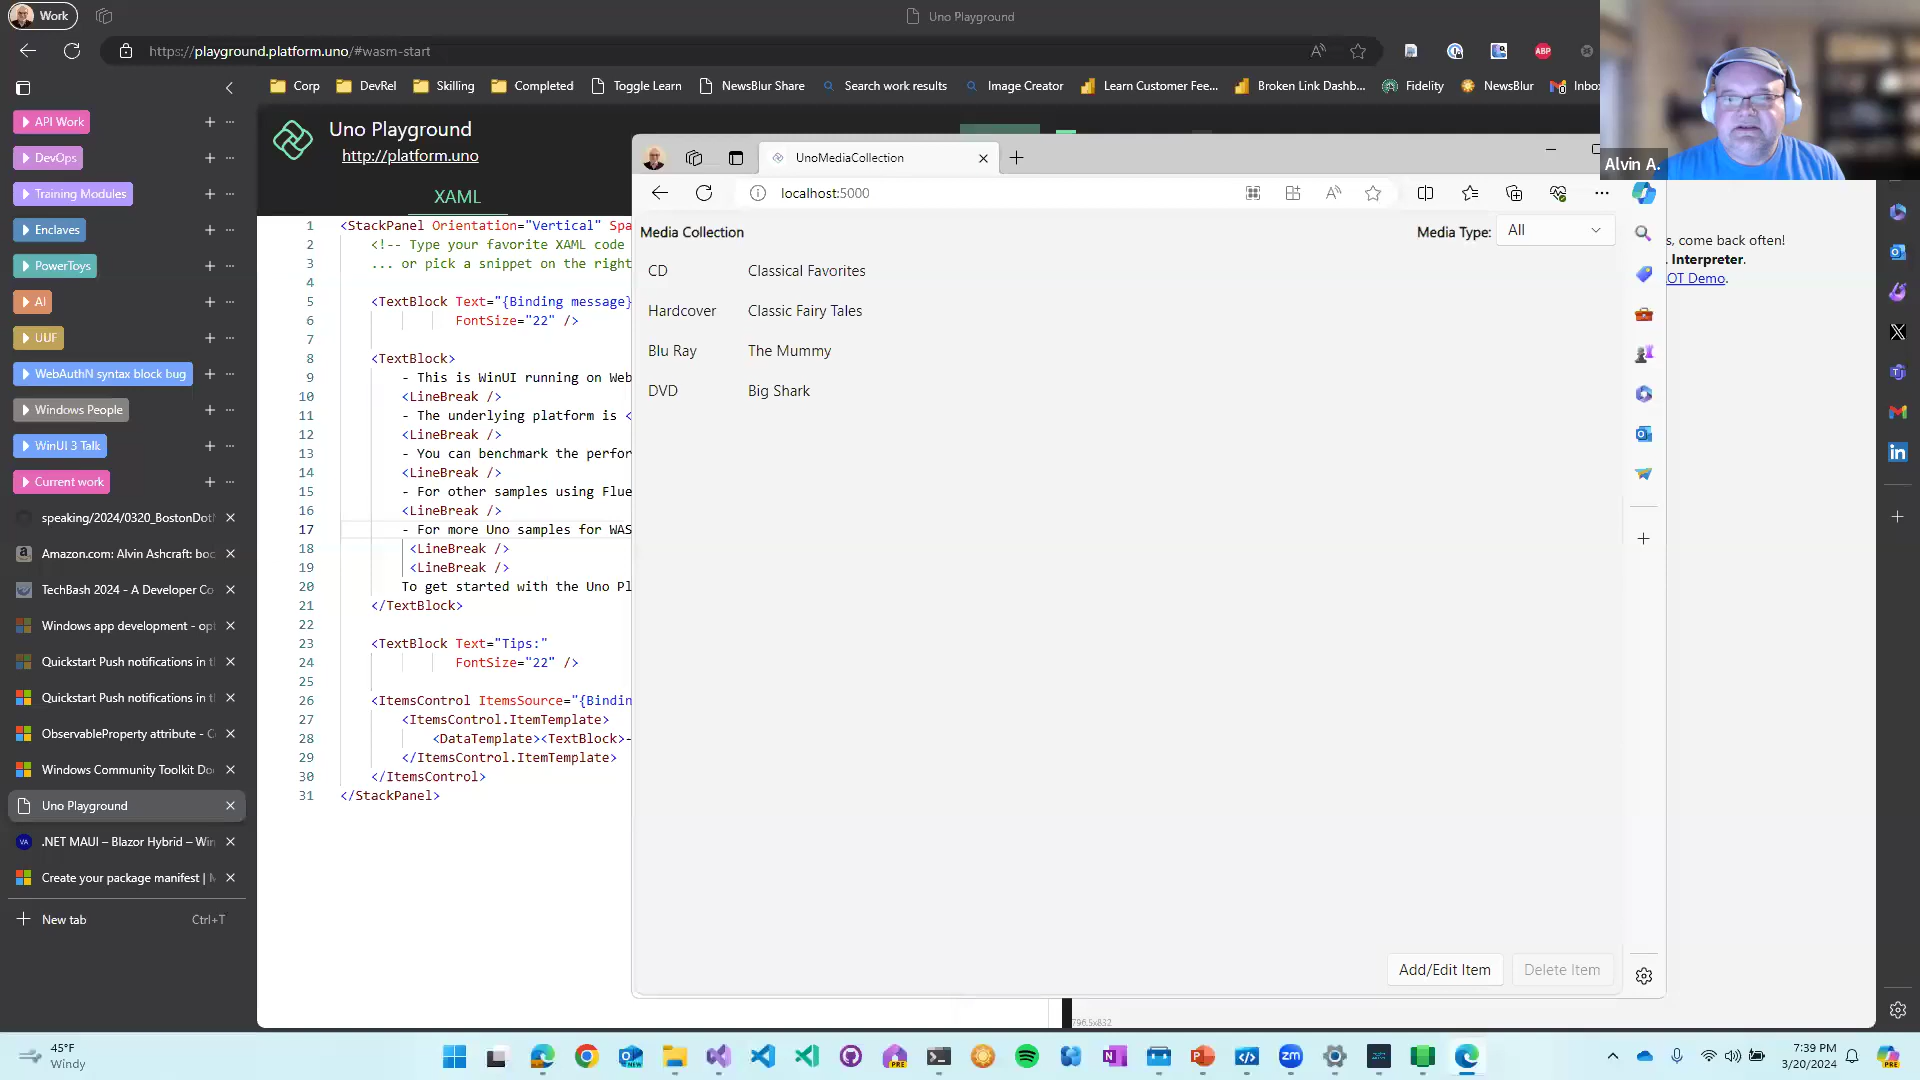 Work
Uno Playground
https://playground.platform.uno/#wasm-start
Corp
DevRel
Skilling
Completed
Toggle Learn
NewsBlur Share
Search work results
Image Creator
Learn Customer Fee...
Broken Link Dashb...
Fidelity
NewsBlur
Inbo
Alvin A.
API Work
DevOps
Training Modules
Enclaves
PowerToys
AI
UUF
WebAuthN syntax block bug
Windows People
WinUI 3 Talk
Current work
speaking/2024/0320_BostonDot
Amazon.com: Alvin Ashcraft: boo
TechBash 2024 - A Developer Co
Windows app development - opt
Quickstart Push notifications in t
Quickstart Push notifications in t
ObservableProperty attribute - C
Windows Community Toolkit Do
Uno Playground
.NET MAUI – Blazor Hybrid – Win
Create your package manifest |
New tab Ctrl+T
Uno Playground
http://platform.uno
XAML
1 <StackPanel Orientation="Vertical" Spa
2 <!-- Type your favorite XAML code
3 ... or pick a snippet on the right
4
5 <TextBlock Text="{Binding message}
6 FontSize="22" />
7
8 <TextBlock>
9 - This is WinUI running on Web
10 <LineBreak />
11 - The underlying platform is <
12 <LineBreak />
13 - You can benchmark the perfor
14 <LineBreak />
15 - For other samples using Flue
16 <LineBreak />
17 - For more Uno samples for WAS
18 <LineBreak />
19 <LineBreak />
20 To get started with the Uno Pl
21 </TextBlock>
22
23 <TextBlock Text="Tips:"
24 FontSize="22" />
25
26 <ItemsControl ItemsSource="{Bindin
27 <ItemsControl.ItemTemplate>
28 <DataTemplate><TextBlock>-
29 </ItemsControl.ItemTemplate>
30 </ItemsControl>
31 </StackPanel>
UnoMediaCollection
localhost:5000
Media Collection
Media Type: All
CD Classical Favorites
Hardcover Classic Fairy Tales
Blu Ray The Mummy
DVD Big Shark
Add/Edit Item
Delete Item
s, come back often!
Interpreter.
OT Demo.
796.5x832
45°F
Windy
7:39 PM
3/20/2024